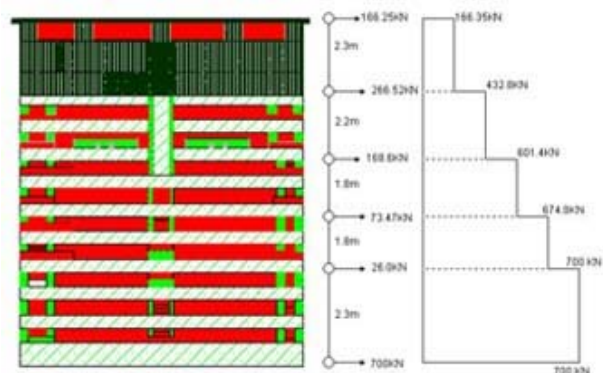 166.25KN
166.35KN
2.3m
266.52KN
432.8KN
2.2m
168.6KN
601.4KN
1.8m
73.47KN
674.8KN
1.8m
26.0KN
700.KN
2.3m
700KN
700.KN